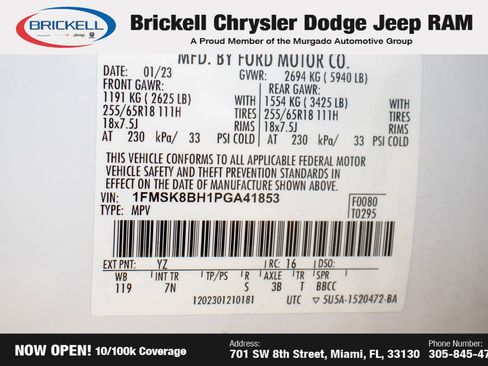 BRICKELL
Brickell Chrysler Dodge Jeep RAM
A Proud Member of the Murgado Automotive Group
MFD. BY FORD MOTOR CO.
DATE: 01/23 GVWR: 2694 KG ( 5940 LB)
FRONT GAWR: REAR GAWR:
1191 KG ( 2625 LB) WITH 1554 KG ( 3425 LB) WITH
255/65R18 111H TIRES 255/65R18 111H TIRES
18x7.5J RIMS 18x7.5J RIMS
AT 230 kPa/ 33 PSI COLD AT 230 kPa/ 33 PSI COLD
THIS VEHICLE CONFORMS TO ALL APPLICABLE FEDERAL MOTOR
VEHICLE SAFETY AND THEFT PREVENTION STANDARDS IN
EFFECT ON THE DATE OF MANUFACTURE SHOWN ABOVE.
VIN: 1FMSK8BH1PGA41853 F0080
TYPE: MPV T0295
EXT PNT: YZ RC: 16 DSO:
WB INT TR TP/PS R AXLE TR SPR
119 7N S 3B T BBCC
1202301210181 UTC 5U5A-1520472-BA
NOW OPEN! 10/100k Coverage
Address:
701 SW 8th Street, Miami, FL, 33130
Phone Number:
305-845-47